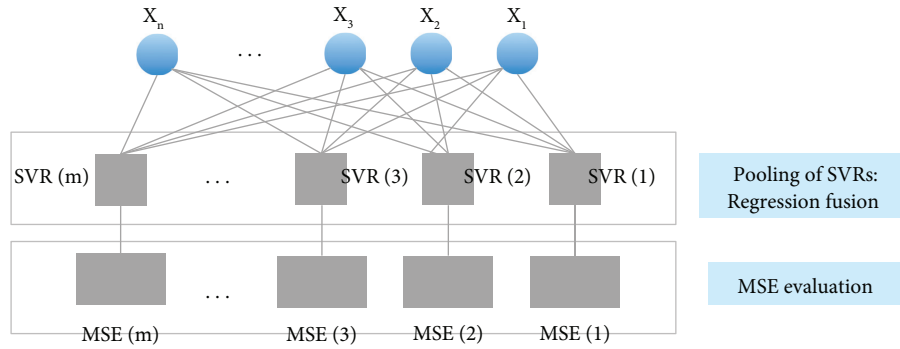 Xn ... X3 X2 X1
SVR (m) ... SVR (3) SVR (2) SVR (1)
Pooling of SVRs:
Regression fusion
...
MSE evaluation
MSE (m) MSE (3) MSE (2) MSE (1)